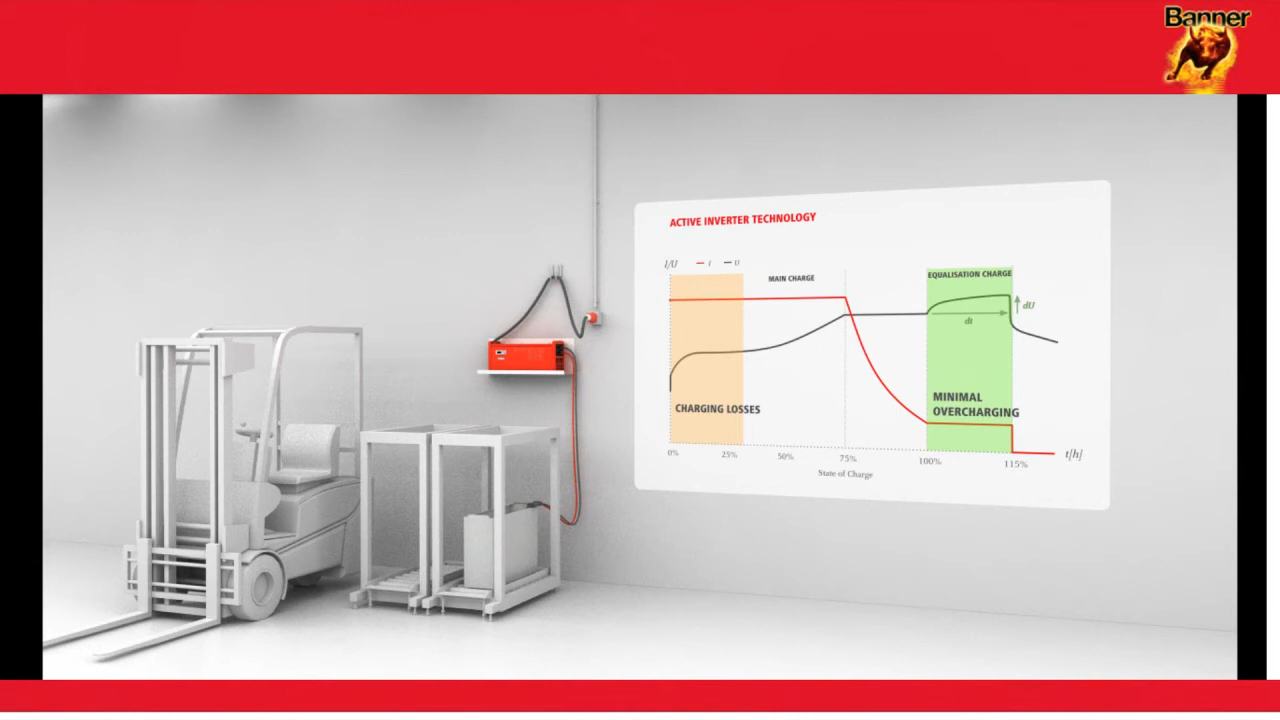 Banner
ACTIVE INVERTER TECHNOLOGY
I/U I U
MAIN CHARGE
EQUALISATION CHARGE
dU
dt
CHARGING LOSSES
MINIMAL
OVERCHARGING
0% 25% 50% 75% 100% 115% t[h]
State of Charge